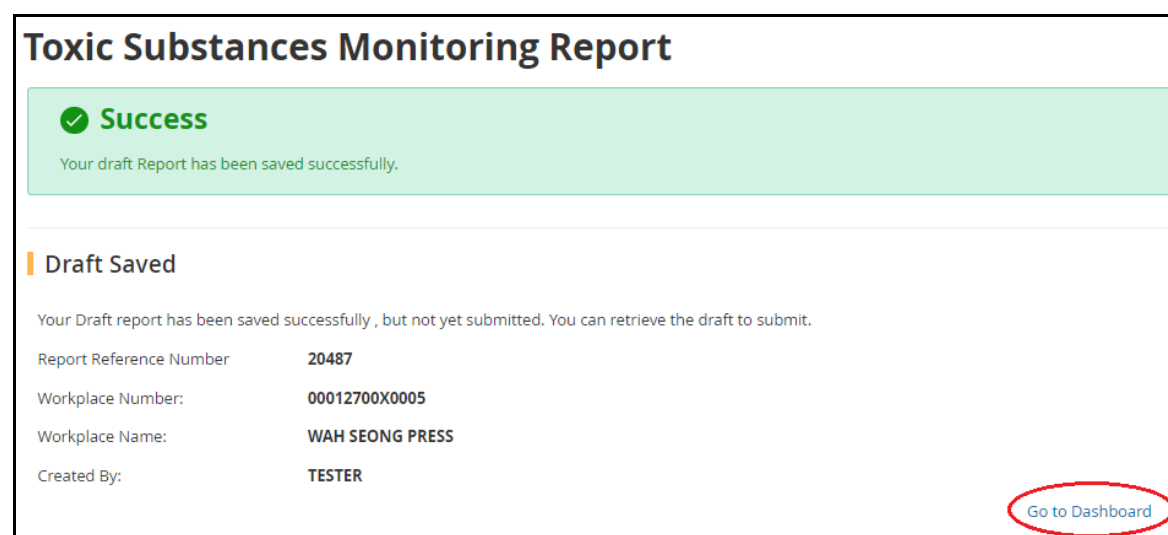 Toxic Substances Monitoring Report
Success
Your draft Report has been saved successfully.
Draft Saved
Your Draft report has been saved successfully , but not yet submitted. You can retrieve the draft to submit.
Report Reference Number 20487
Workplace Number: 00012700X0005
Workplace Name: WAH SEONG PRESS
Created By: TESTER
Go to Dashboard